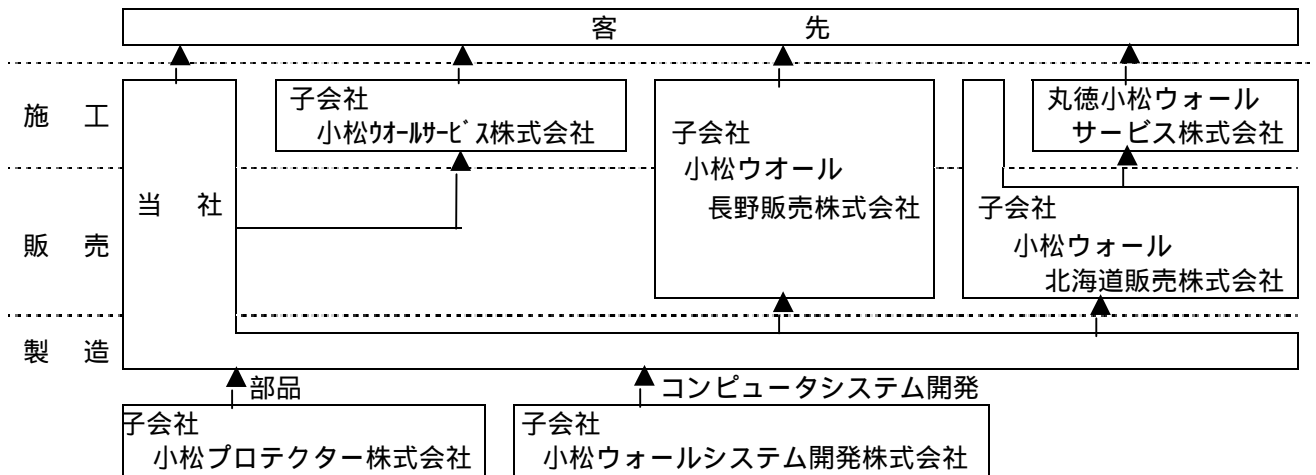 客 先
施 工
子会社
小松ｳｵｰﾙｻｰﾋﾞｽ株式会社
子会社
小松ウオール
長野販売株式会社
丸徳小松ウォール
サービス株式会社
当 社
販 売
子会社
小松ウォール
北海道販売株式会社
製 造
部品
コンピュータシステム開発
子会社
小松プロテクター株式会社
子会社
小松ウォールシステム開発株式会社